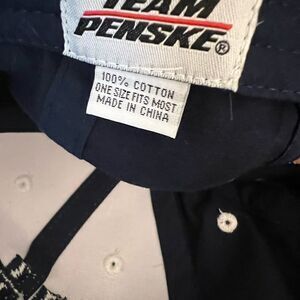 TEAM
PENSKE®
100% COTTON
ONE SIZE FITS MOST
MADE IN CHINA